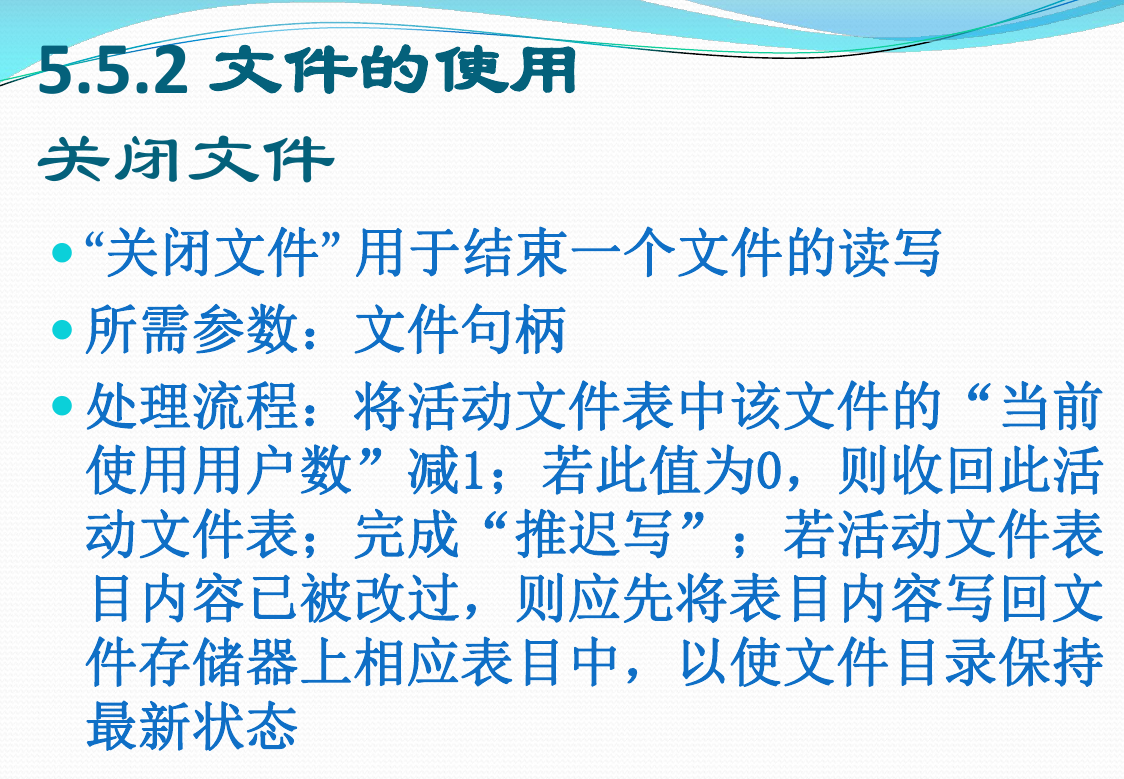 5.5.2 文件的使用
关闭文件
“关闭文件” 用于结束一个文件的读写
所需参数：文件句柄
处理流程：将活动文件表中该文件的“当前
使用用户数”减1；若此值为0，则收回此活
动文件表；完成“推迟写”；若活动文件表
目内容已被改过，则应先将表目内容写回文
件存储器上相应表目中，以使文件目录保持
最新状态